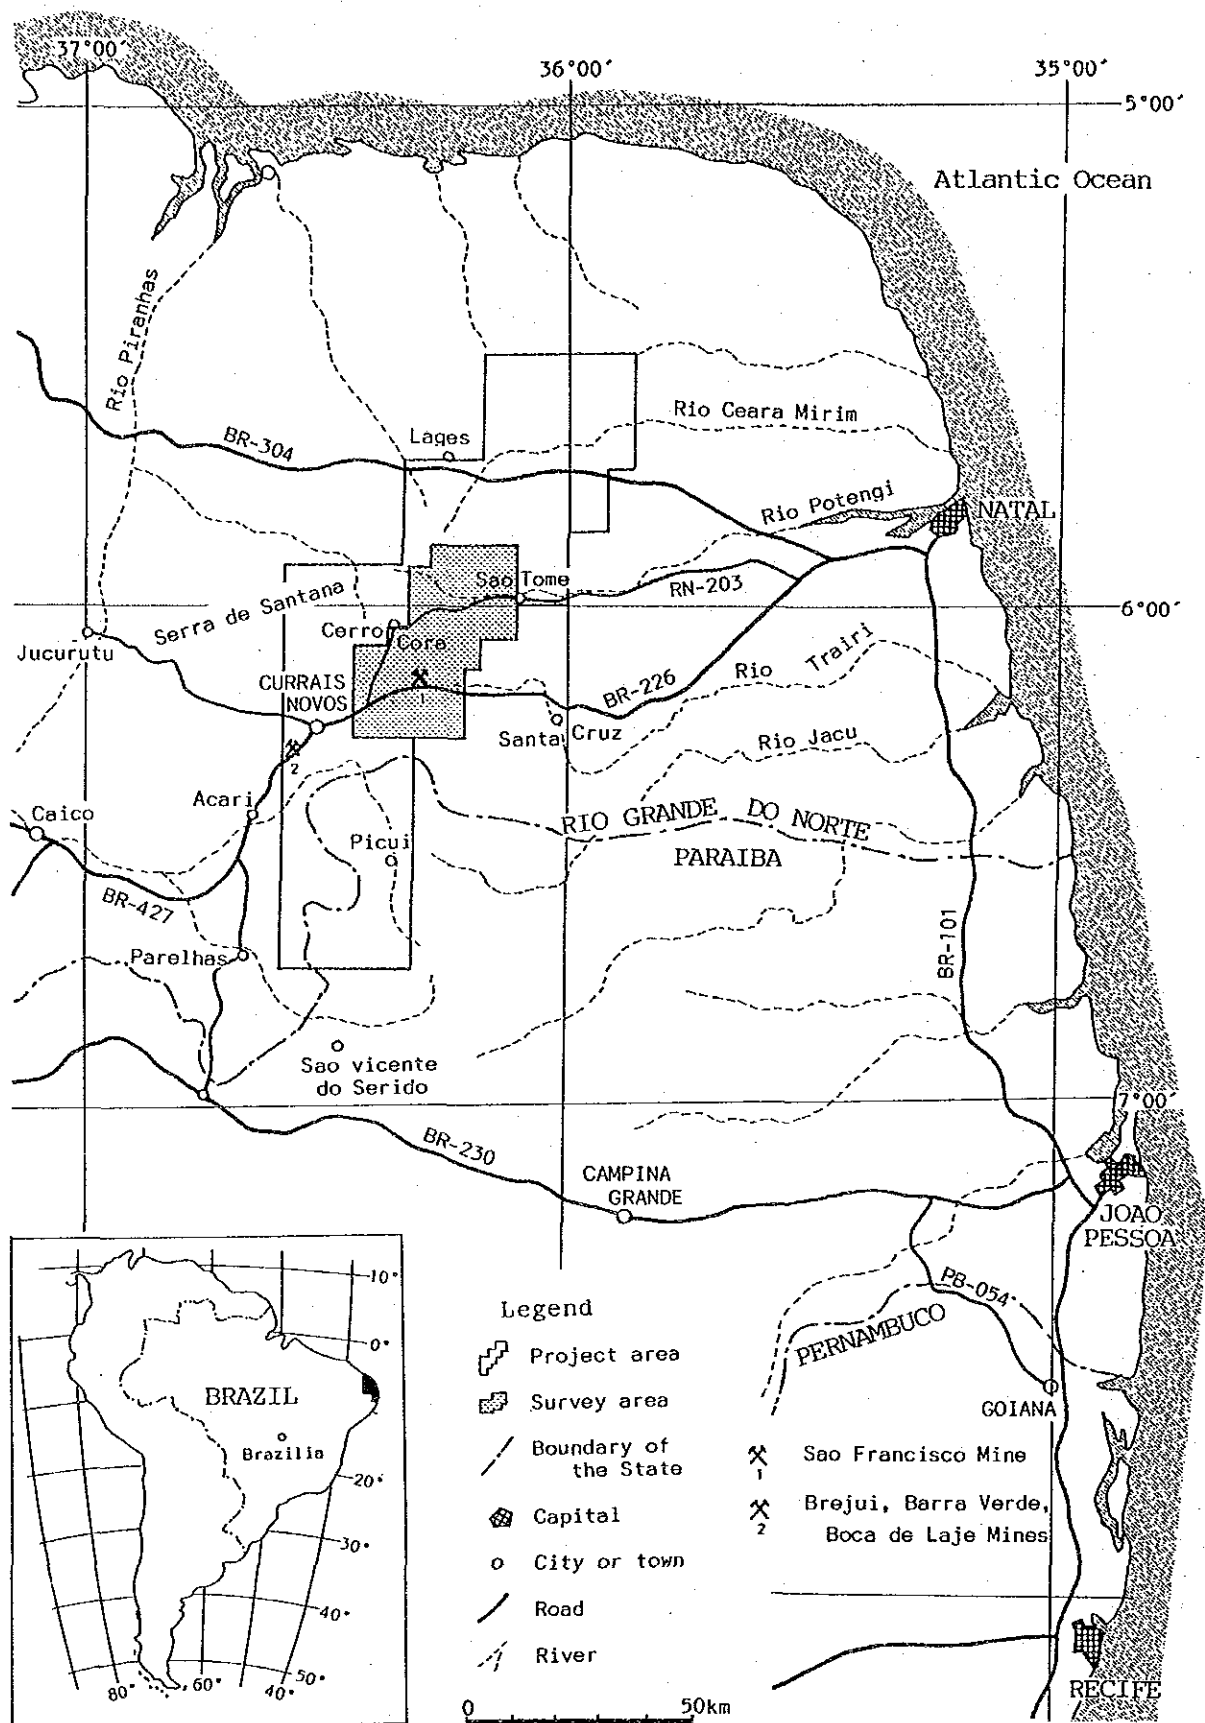 37°00′
36°00′
35°00′
5°00′
Atlantic Ocean
Rio Piranhas
Rio Ceara Mirim
BR-304
Lages
Rio Potengi
NATAL
Sao Tome
RN-203
Serra de Santana
6°00′
Cerro
Cora
Jucurutu
Rio Trairi
CURRAIS
NOVOS
1
BR-226
Santa Cruz
Rio Jacu
2
Acari
Caico
RIO GRANDE DO NORTE
Picui
PARAIBA
BR-427
BR-101
Parelhas
Sao vicente
do Serido
7°00′
BR-230
CAMPINA
GRANDE
JOAO
PESSOA
PB-054
PERNAMBUCO
GOIANA
RECIFE
10°
0°
BRAZIL
Brazilia
20°
30°
40°
50°
80°
60°
40°
Legend
Project area
Survey area
Boundary of
the State
Capital
City or town
Road
River
1 Sao Francisco Mine
2 Brejui, Barra Verde,
Boca de Laje Mines
0 50km